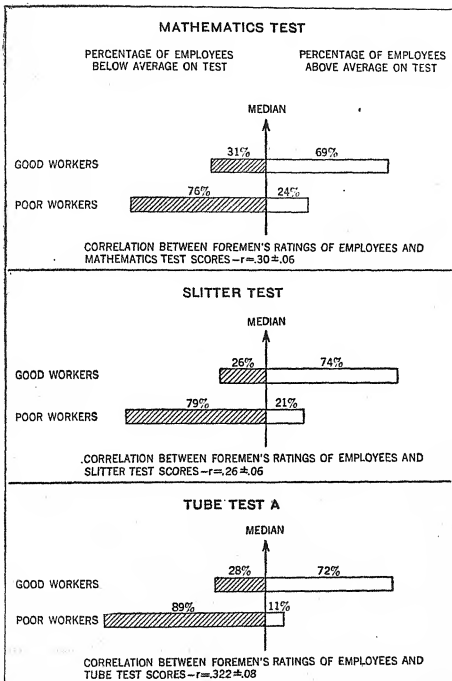 MATHEMATICS TEST
PERCENTAGE OF EMPLOYEES
BELOW AVERAGE ON TEST
PERCENTAGE OF EMPLOYEES
ABOVE AVERAGE ON TEST
MEDIAN
31% 69%
GOOD WORKERS
76% 24%
POOR WORKERS
CORRELATION BETWEEN FOREMEN'S RATINGS OF EMPLOYEES AND
MATHEMATICS TEST SCORES-r=.30±.06
SLITTER TEST
MEDIAN
26% 74%
GOOD WORKERS
79% 21%
POOR WORKERS
CORRELATION BETWEEN FOREMEN'S RATINGS OF EMPLOYEES AND
SLITTER TEST SCORES-r=.26±.06
TUBE TEST A
MEDIAN
28% 72%
GOOD WORKERS
89% 11%
POOR WORKERS
CORRELATION BETWEEN FOREMEN'S RATINGS OF EMPLOYEES AND
TUBE TEST SCORES-r=.322±.08